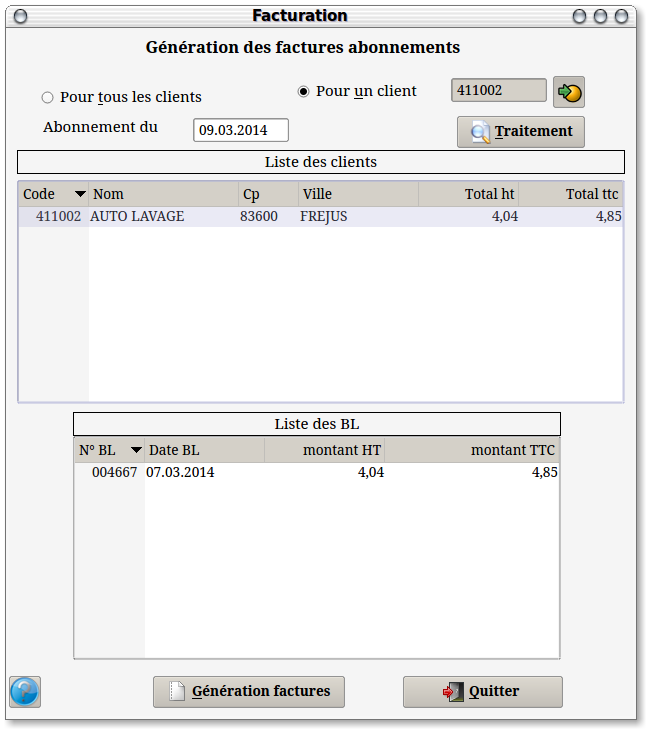 Facturation
Génération des factures abonnements
Pour tous les clients
Pour un client
411002
Abonnement du
09.03.2014
Traitement
Liste des clients
Code Nom Cp Ville Total ht Total ttc
411002 AUTO LAVAGE 83600 FREJUS 4,04 4,85
Liste des BL
N° BL Date BL montant HT montant TTC
004667 07.03.2014 4,04 4,85
Génération factures
Quitter